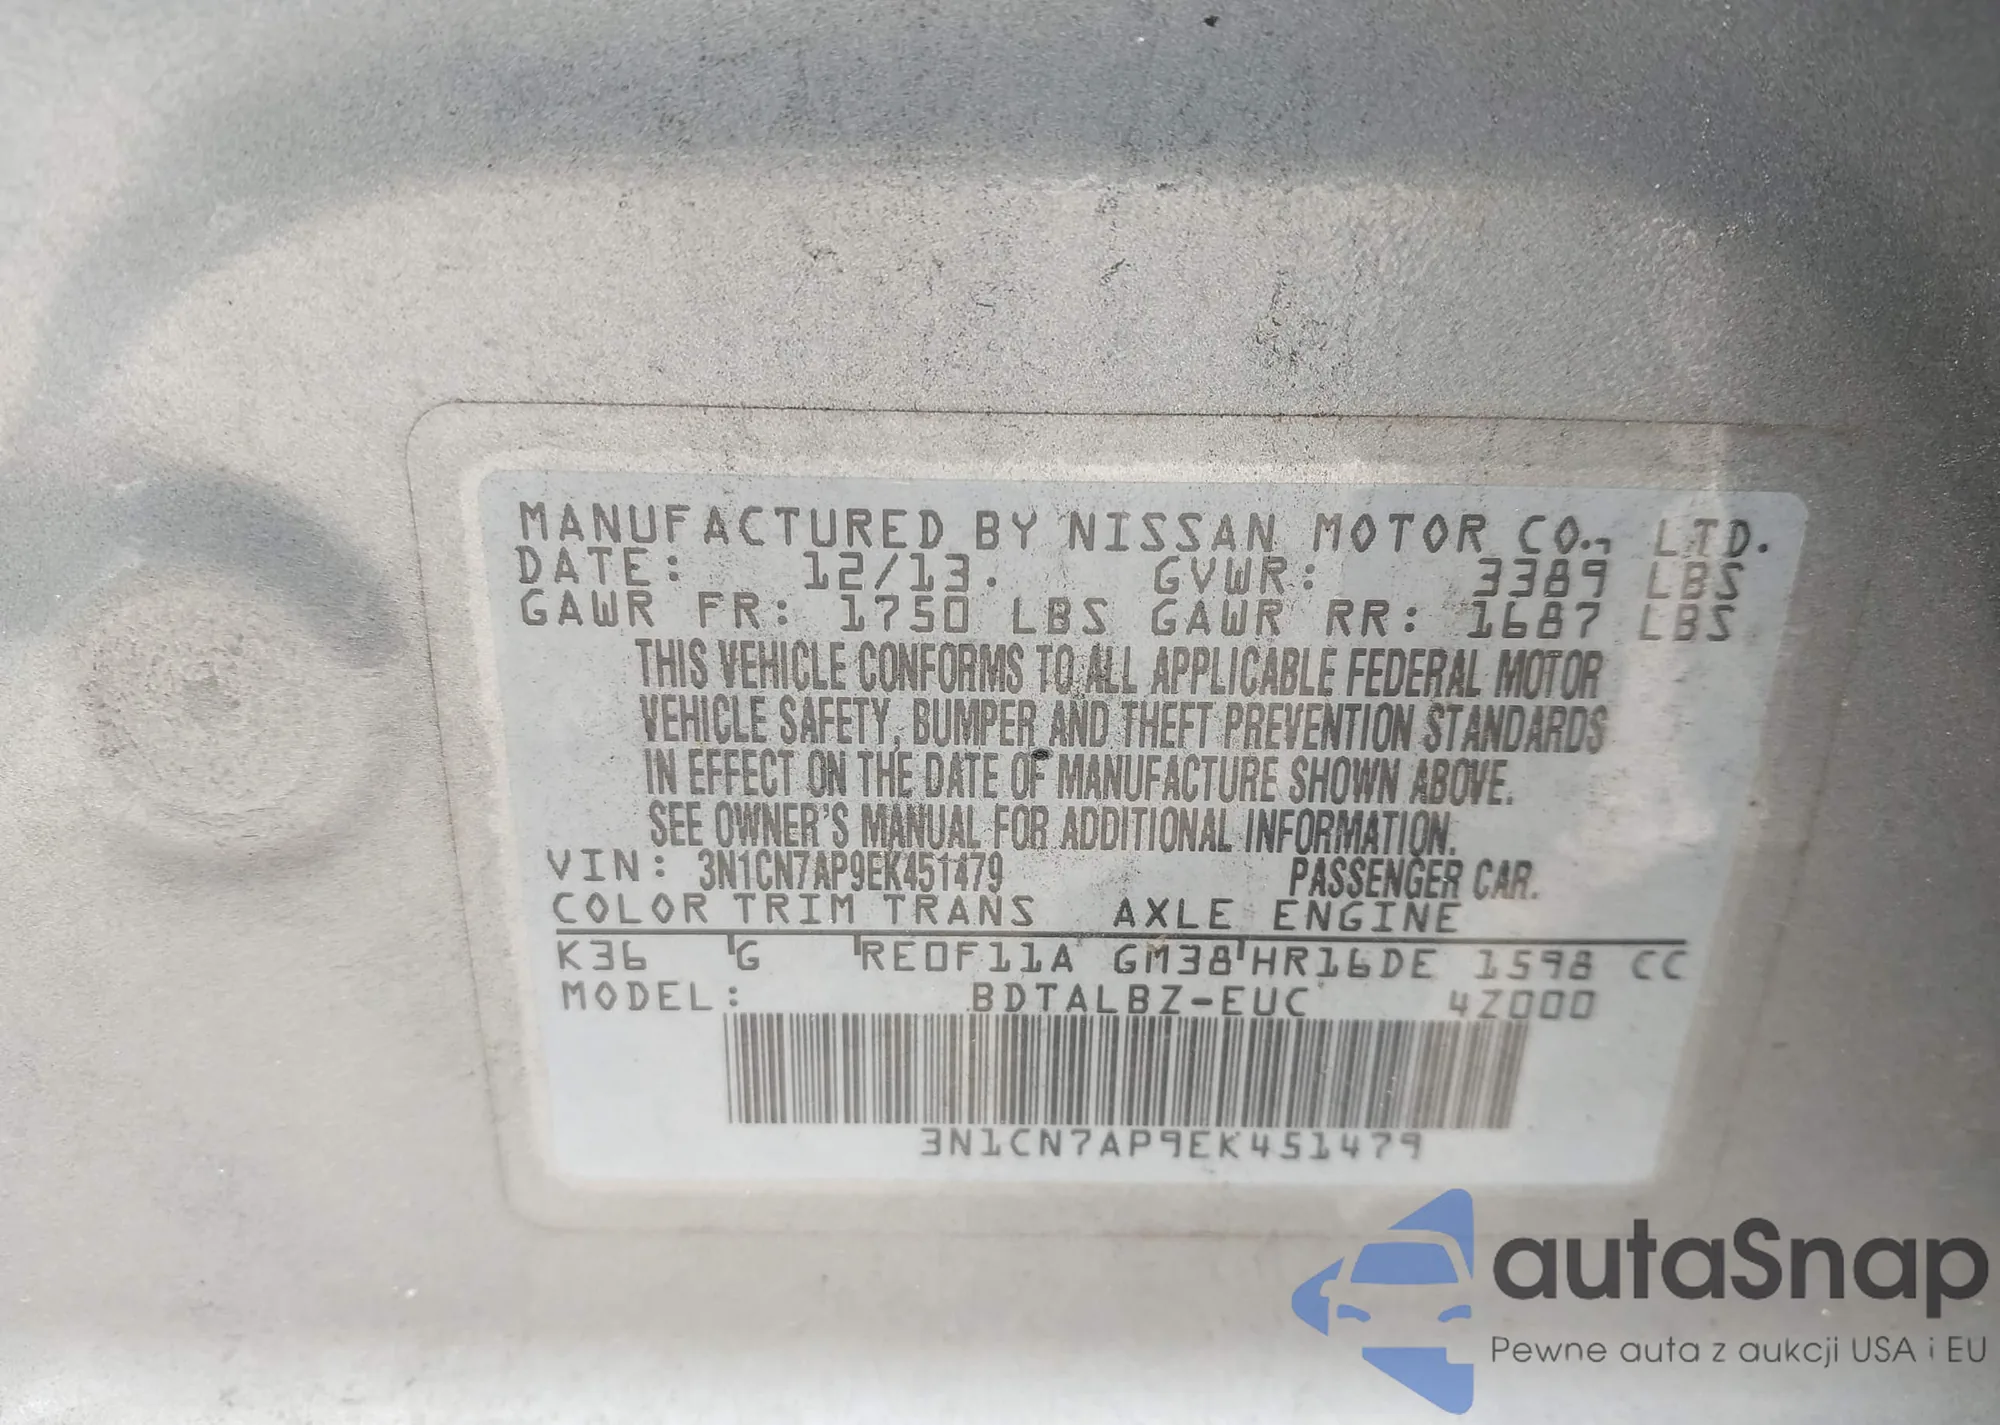 MANUFACTURED BY NISSAN MOTOR CO., LTD.
DATE: 12/13. GVWR: 3389 LBS
GAWR FR: 1750 LBS GAWR RR: 1687 LBS
THIS VEHICLE CONFORMS TO ALL APPLICABLE FEDERAL MOTOR
VEHICLE SAFETY, BUMPER AND THEFT PREVENTION STANDARDS
IN EFFECT ON THE DATE OF MANUFACTURE SHOWN ABOVE.
SEE OWNER'S MANUAL FOR ADDITIONAL INFORMATION.
VIN: 3N1CN7AP9EK451479 PASSENGER CAR.
COLOR TRIM TRANS AXLE ENGINE
K36 G RE0F11A GM38 HR16DE 1598 CC
MODEL: BDTALBZ-EUC 4Z000
3N1CN7AP9EK451479
autaSnap
Pewne auta z aukcji USA i EU